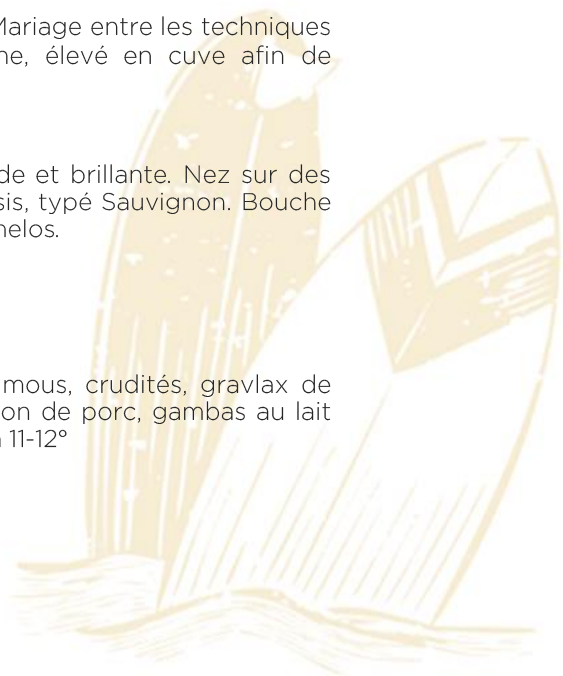 Mariage entre les techniques
ne, élevé en cuve afin de
de et brillante. Nez sur des
sis, typé Sauvignon. Bouche
nelos.
mous, crudités, gravlax de
on de porc, gambas au lait
11-12°